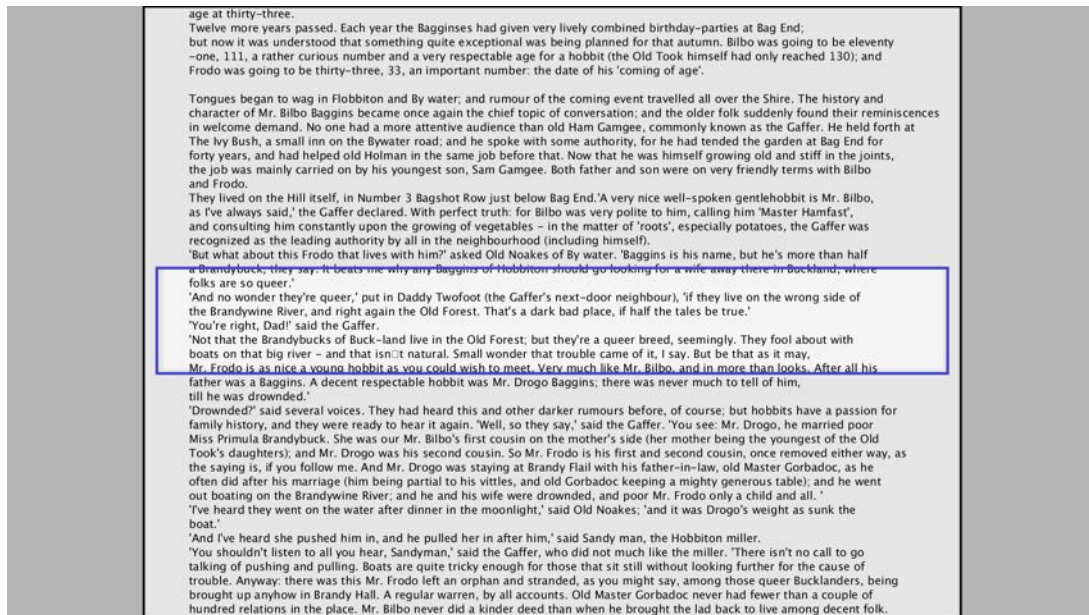 age at thirty-three.
Twelve more years passed. Each year the Bagginses had given very lively combined birthday-parties at Bag End;
but now it was understood that something quite exceptional was being planned for that autumn. Bilbo was going to be eleventy
-one, 111, a rather curious number and a very respectable age for a hobbit (the Old Took himself had only reached 130); and
Frodo was going to be thirty-three, 33, an important number: the date of his 'coming of age'.
Tongues began to wag in Flobbiton and By water; and rumour of the coming event travelled all over the Shire. The history and
character of Mr. Bilbo Baggins became once again the chief topic of conversation; and the older folk suddenly found their reminiscences
in welcome demand. No one had a more attentive audience than old Ham Gamgee, commonly known as the Gaffer. He held forth at
The Ivy Bush, a small inn on the Bywater road; and he spoke with some authority, for he had tended the garden at Bag End for
forty years, and had helped old Holman in the same job before that. Now that he was himself growing old and stiff in the joints,
the job was mainly carried on by his youngest son, Sam Gamgee. Both father and son were on very friendly terms with Bilbo
and Frodo.
They lived on the Hill itself, in Number 3 Bagshot Row just below Bag End.'A very nice well-spoken gentlehobbit is Mr. Bilbo,
as I've always said,' the Gaffer declared. With perfect truth: for Bilbo was very polite to him, calling him 'Master Hamfast',
and consulting him constantly upon the growing of vegetables – in the matter of 'roots', especially potatoes, the Gaffer was
recognized as the leading authority by all in the neighbourhood (including himself).
'But what about this Frodo that lives with him?' asked Old Noakes of By water. 'Baggins is his name, but he's more than half
a Brandybuck, they say. It beats me why any Baggins of Hobbiton should go looking for a wife away there in Buckland, where
folks are so queer.'
'And no wonder they're queer,' put in Daddy Twofoot (the Gaffer's next-door neighbour), 'if they live on the wrong side of
the Brandywine River, and right again the Old Forest. That's a dark bad place, if half the tales be true.'
'You're right, Dad!' said the Gaffer.
'Not that the Brandybucks of Buck-land live in the Old Forest; but they're a queer breed, seemingly. They fool about with
boats on that big river – and that isn□t natural. Small wonder that trouble came of it, I say. But be that as it may,
Mr. Frodo is as nice a young hobbit as you could wish to meet. Very much like Mr. Bilbo, and in more than looks. After all his
father was a Baggins. A decent respectable hobbit was Mr. Drogo Baggins; there was never much to tell of him,
till he was drownded.'
'Drownded?' said several voices. They had heard this and other darker rumours before, of course; but hobbits have a passion for
family history, and they were ready to hear it again. 'Well, so they say,' said the Gaffer. 'You see: Mr. Drogo, he married poor
Miss Primula Brandybuck. She was our Mr. Bilbo's first cousin on the mother's side (her mother being the youngest of the Old
Took's daughters); and Mr. Drogo was his second cousin. So Mr. Frodo is his first and second cousin, once removed either way, as
the saying is, if you follow me. And Mr. Drogo was staying at Brandy Flail with his father-in-law, old Master Gorbadoc, as he
often did after his marriage (him being partial to his vittles, and old Gorbadoc keeping a mighty generous table); and he went
out boating on the Brandywine River; and he and his wife were drownded, and poor Mr. Frodo only a child and all. '
'I've heard they went on the water after dinner in the moonlight,' said Old Noakes; 'and it was Drogo's weight as sunk the
boat.'
'And I've heard she pushed him in, and he pulled her in after him,' said Sandy man, the Hobbiton miller.
'You shouldn't listen to all you hear, Sandyman,' said the Gaffer, who did not much like the miller. 'There isn't no call to go
talking of pushing and pulling. Boats are quite tricky enough for those that sit still without looking further for the cause of
trouble. Anyway: there was this Mr. Frodo left an orphan and stranded, as you might say, among those queer Bucklanders, being
brought up anyhow in Brandy Hall. A regular warren, by all accounts. Old Master Gorbadoc never had fewer than a couple of
hundred relations in the place. Mr. Bilbo never did a kinder deed than when he brought the lad back to live among decent folk.